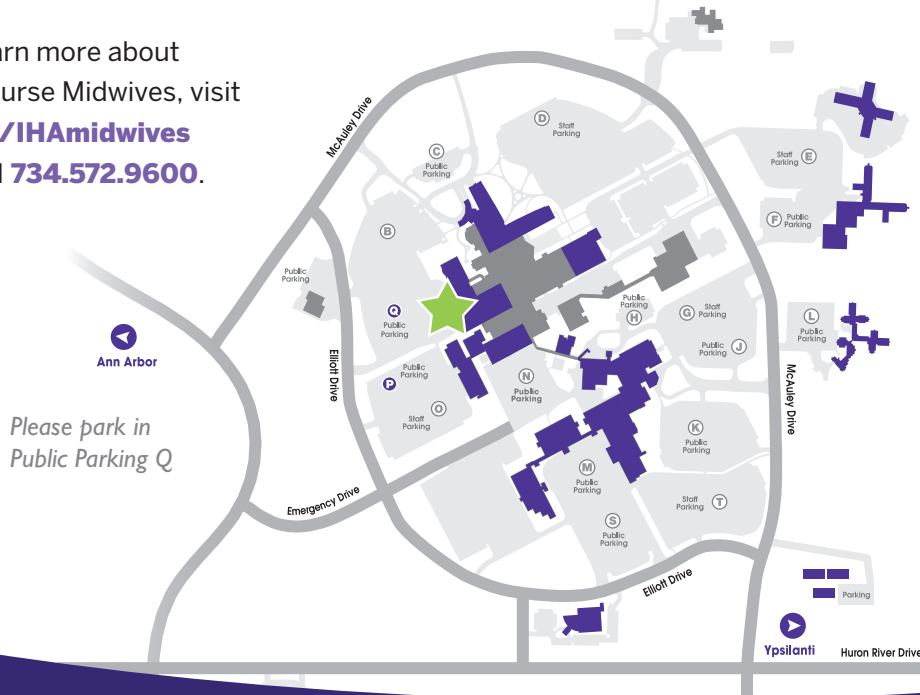 arn more about
urse Midwives, visit
/IHAmidwives
734.572.9600.
McAuley Drive
C
Public
Parking
D
Staff
Parking
Staff
Parking
E
F
Public
Parking
B
Public
Parking
Q
Public
Parking
Public
Parking
H
G
Staff
Parking
Public
Parking
J
L
Public
Parking
Ann Arbor
Elliott Drive
Public
Parking
P
Staff
Parking
O
N
Public
Parking
McAuley Drive
Please park in
Public Parking Q
K
Public
Parking
M
Public
Parking
Emergency Drive
Staff
Parking
T
S
Public
Parking
Elliott Drive
Parking
Ypsilanti
Huron River Drive